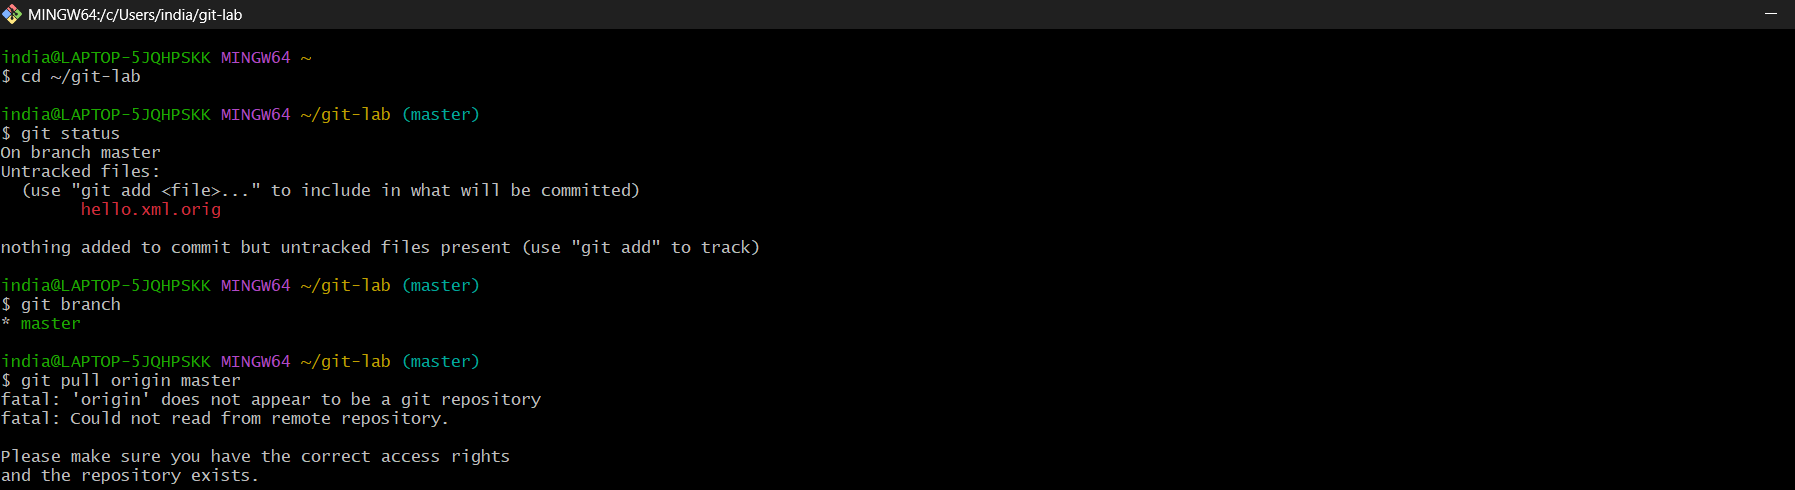 MINGW64:/c/Users/india/git-lab
india@LAPTOP-5JQHPSKK MINGW64 ~
$ cd ~/git-lab
india@LAPTOP-5JQHPSKK MINGW64 ~/git-lab (master)
$ git status
On branch master
Untracked files:
  (use "git add <file>..." to include in what will be committed)
        hello.xml.orig
nothing added to commit but untracked files present (use "git add" to track)
india@LAPTOP-5JQHPSKK MINGW64 ~/git-lab (master)
$ git branch
* master
india@LAPTOP-5JQHPSKK MINGW64 ~/git-lab (master)
$ git pull origin master
fatal: 'origin' does not appear to be a git repository
fatal: Could not read from remote repository.
Please make sure you have the correct access rights
and the repository exists.